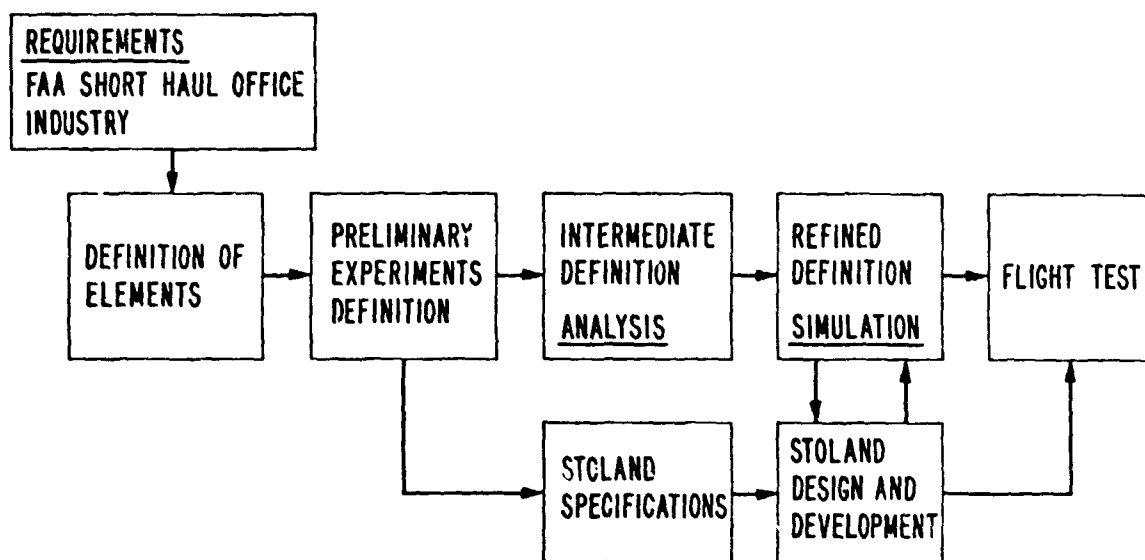 REQUIREMENTS
FAA SHORT HAUL OFFICE
INDUSTRY
DEFINITION OF
ELEMENTS
PRELIMINARY
EXPERIMENTS
DEFINITION
INTERMEDIATE
DEFINITION
ANALYSIS
REFINED
DEFINITION
SIMULATION
FLIGHT TEST
STCLAND
SPECIFICATIONS
STOLAND
DESIGN AND
DEVELOPMENT